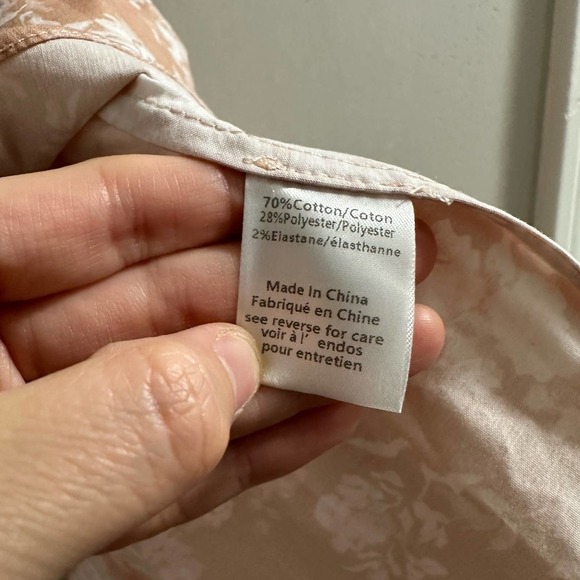 70%Cotton/Coton
28%Polyester/Polyester
2%Elastane/élasthanne
Made In China
Fabriqué en Chine
see reverse for care
voir à l' endos
pour entretien